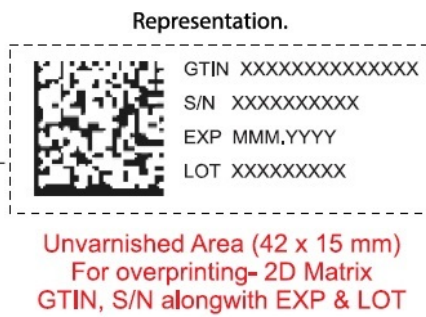 Representation.
GTIN XXXXXXXXXXXXXX
S/N XXXXXXXXXX
EXP MMM.YYYY
LOT XXXXXXXXX
Unvarnished Area (42 x 15 mm)
For overprinting- 2D Matrix
GTIN, S/N alongwith EXP & LOT